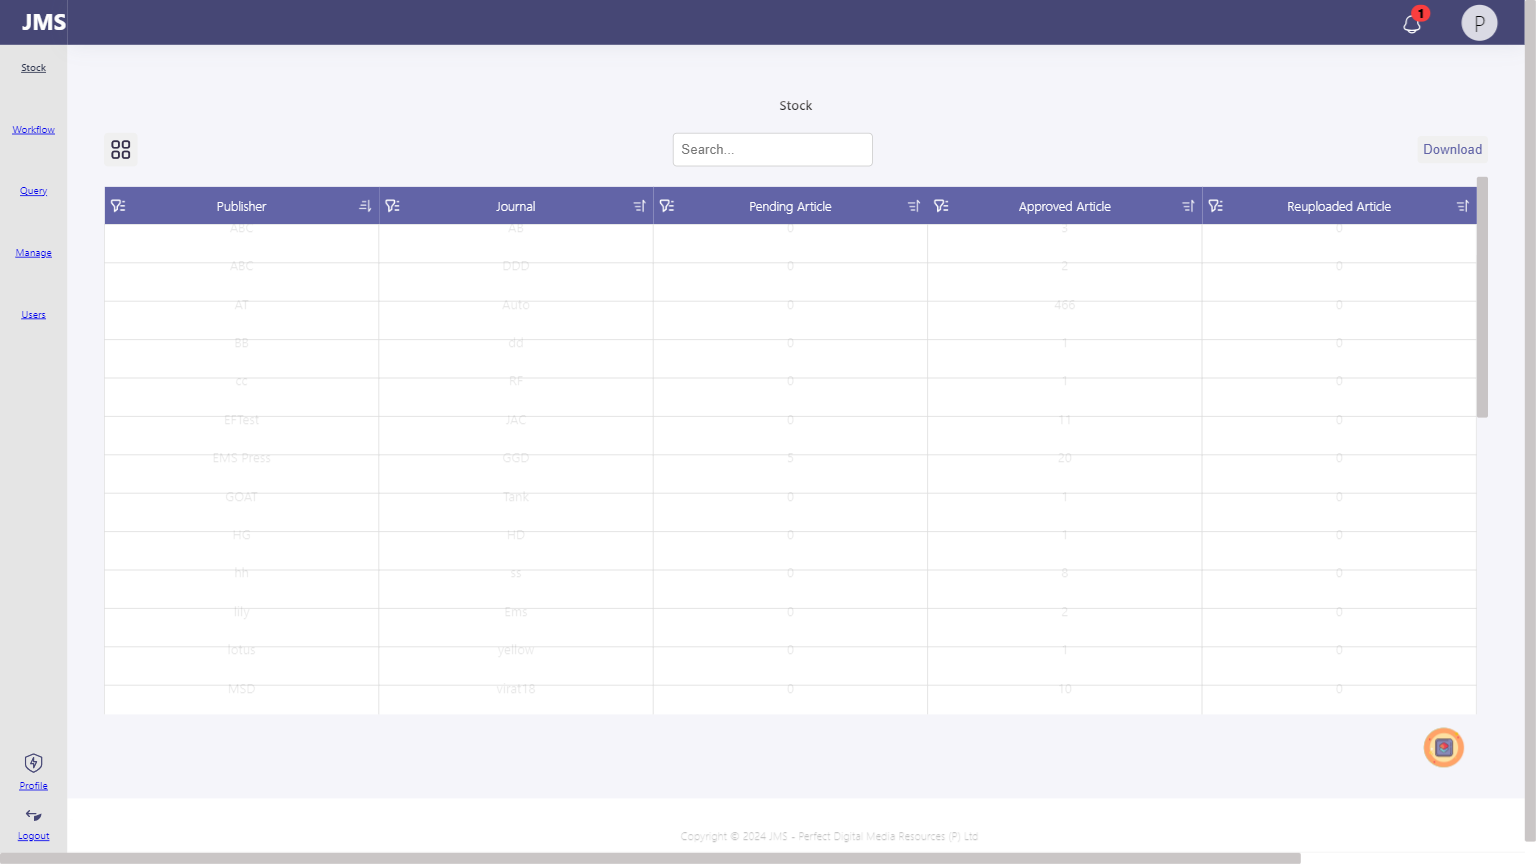 JMS
1
P
Stock
Workflow
Query
Manage
Users
Profile
Logout
Stock
Search...
Download
Publisher Journal Pending Article Approved Article Reuploaded Article
ABC AB 0 3 0
ABC DDD 0 2 0
AT Auto 0 466 0
BB dd 0 1 0
cc RF 0 1 0
EFTest JAC 0 11 0
EMS Press GGD 5 20 0
GOAT Tank 0 1 0
HG HD 0 1 0
hh ss 0 8 0
lily Ems 0 2 0
lotus yellow 0 1 0
MSD virat18 0 10 0
Copyright © 2024 JMS - Perfect Digital Media Resources (P) Ltd